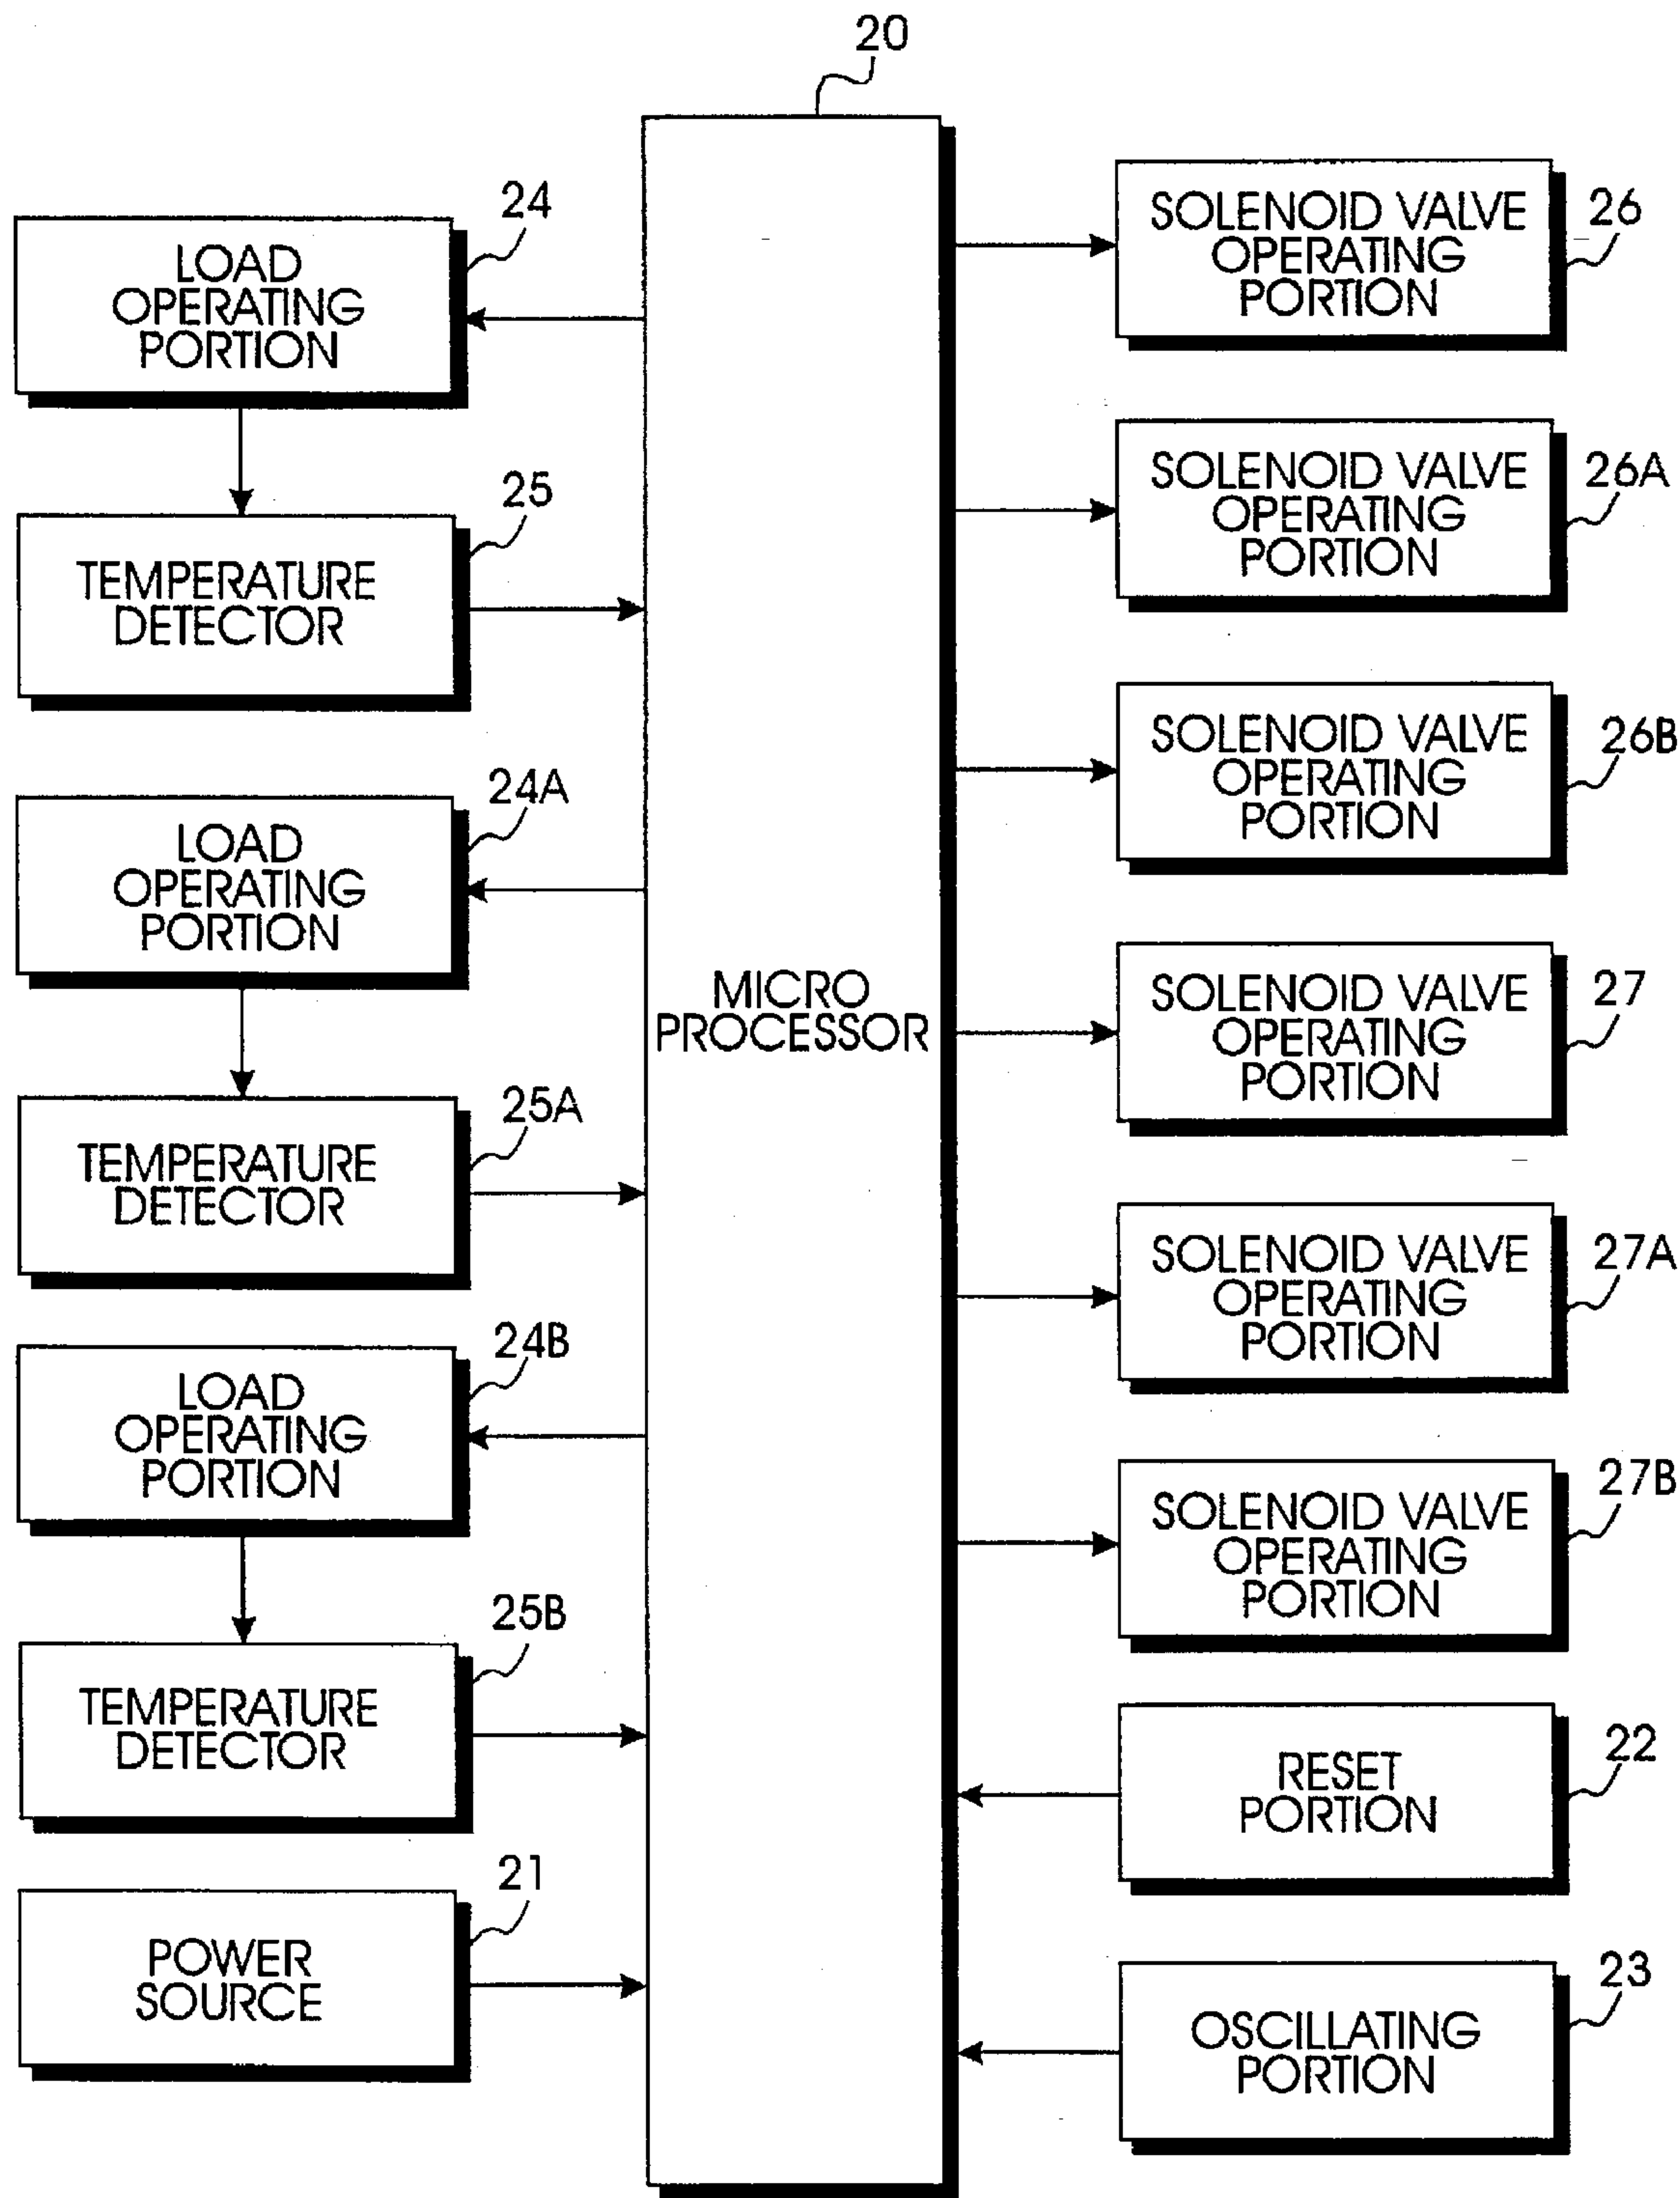 20
24
LOAD
OPERATING
PORTION
25
TEMPERATURE
DETECTOR
24A
LOAD
OPERATING
PORTION
25A
TEMPERATURE
DETECTOR
24B
LOAD
OPERATING
PORTION
25B
TEMPERATURE
DETECTOR
21
POWER
SOURCE
MICRO
PROCESSOR
SOLENOID VALVE
OPERATING
PORTION
26
SOLENOID VALVE
OPERATING
PORTION
26A
SOLENOID VALVE
OPERATING
PORTION
26B
SOLENOID VALVE
OPERATING
PORTION
27
SOLENOID VALVE
OPERATING
PORTION
27A
SOLENOID VALVE
OPERATING
PORTION
27B
RESET
PORTION
22
OSCILLATING
PORTION
23